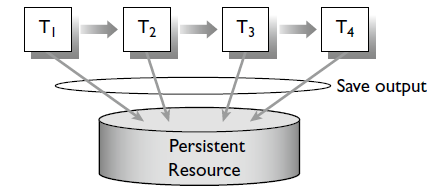 T1 T2 T3 T4
Save output
Persistent
Resource